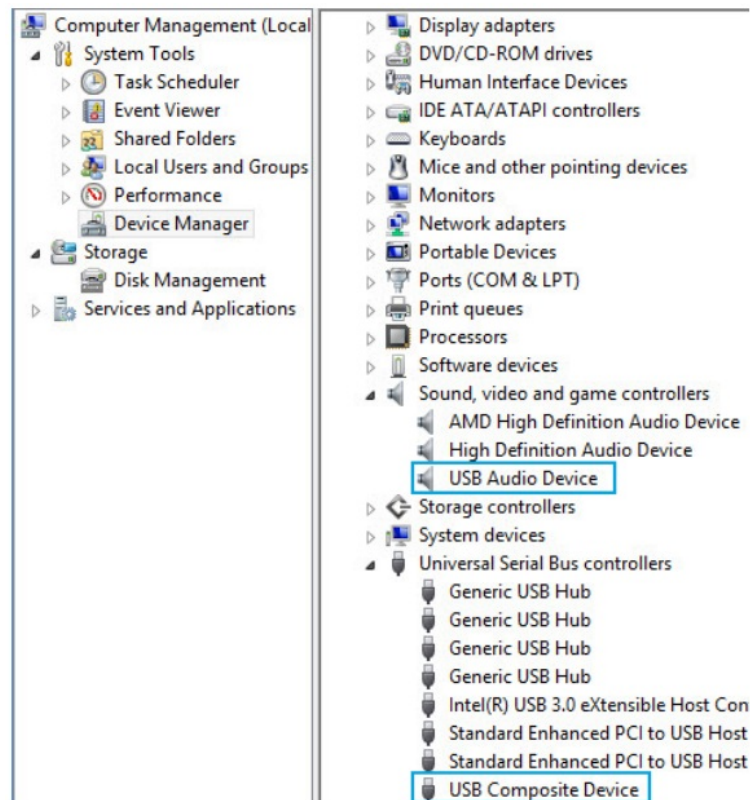 Computer Management (Local
System Tools
Task Scheduler
Event Viewer
Shared Folders
Local Users and Groups
Performance
Device Manager
Storage
Disk Management
Services and Applications
Display adapters
DVD/CD-ROM drives
Human Interface Devices
IDE ATA/ATAPI controllers
Keyboards
Mice and other pointing devices
Monitors
Network adapters
Portable Devices
Ports (COM & LPT)
Print queues
Processors
Software devices
Sound, video and game controllers
AMD High Definition Audio Device
High Definition Audio Device
USB Audio Device
Storage controllers
System devices
Universal Serial Bus controllers
Generic USB Hub
Generic USB Hub
Generic USB Hub
Generic USB Hub
Intel(R) USB 3.0 eXtensible Host Con
Standard Enhanced PCI to USB Host
Standard Enhanced PCI to USB Host
USB Composite Device